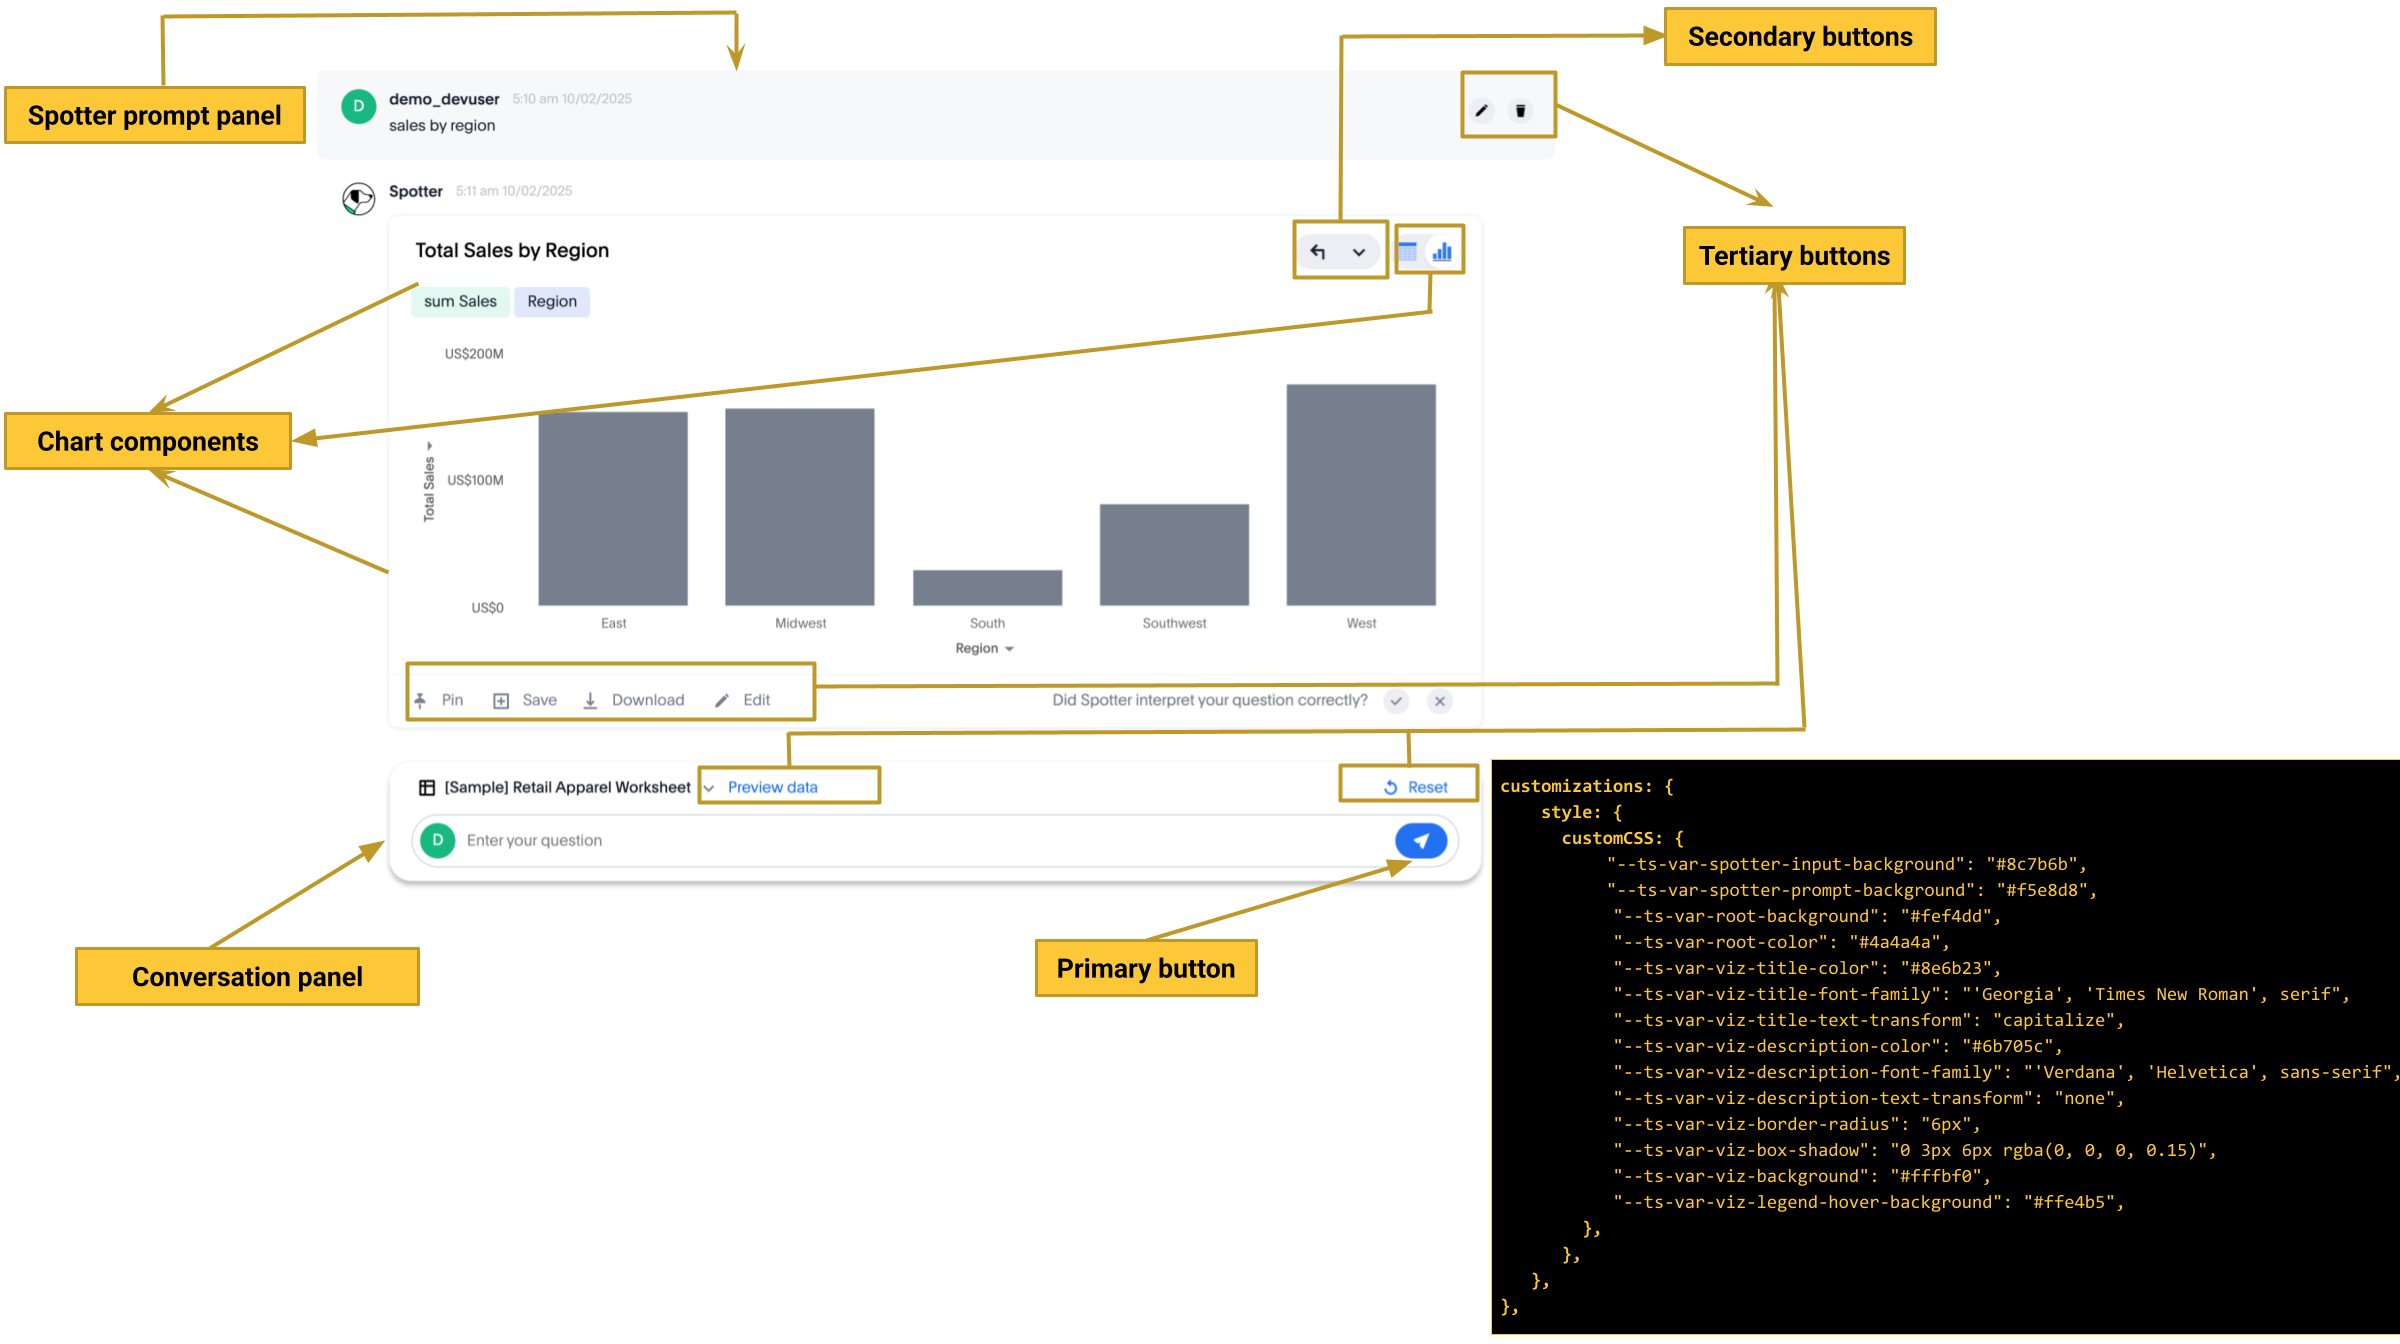 Secondary buttons
Spotter prompt panel
D
demo_devuser 5:10 am 10/02/2025
sales by region
Spotter 5:11 am 10/02/2025
Tertiary buttons
Total Sales by Region
sum Sales Region
Chart components
US$200M
US$100M
US$0
Total Sales
East Midwest South Southwest West
Region
Pin Save Download Edit
Did Spotter interpret your question correctly?
[Sample] Retail Apparel Worksheet Preview data Reset
D Enter your question
Conversation panel
Primary button
customizations: {
style: {
customCSS: {
"--ts-var-spotter-input-background": "#8c7b6b",
"--ts-var-spotter-prompt-background": "#f5e8d8",
"--ts-var-root-background": "#fef4dd",
"--ts-var-root-color": "#4a4a4a",
"--ts-var-viz-title-color": "#8e6b23",
"--ts-var-viz-title-font-family": "'Georgia', 'Times New Roman', serif",
"--ts-var-viz-title-text-transform": "capitalize",
"--ts-var-viz-description-color": "#6b705c",
"--ts-var-viz-description-font-family": "'Verdana', 'Helvetica', sans-serif",
"--ts-var-viz-description-text-transform": "none",
"--ts-var-viz-border-radius": "6px",
"--ts-var-viz-box-shadow": "0 3px 6px rgba(0, 0, 0, 0.15)",
"--ts-var-viz-background": "#fffbf0",
"--ts-var-viz-legend-hover-background": "#ffe4b5",
},
},
},
},